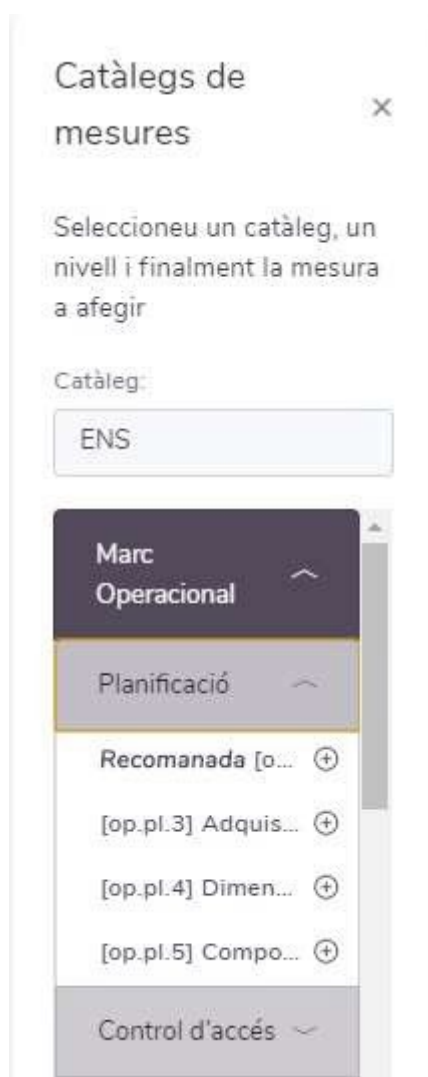 Catàlegs de
mesures
Seleccioneu un catàleg, un
nivell i finalment la mesura
a afegir
Catàleg:
ENS
Marc
Operacional
Planificació
Recomanada [o...
[op.pl.3] Adquis...
[op.pl.4] Dimen...
[op.pl.5] Compo...
Control d'accés